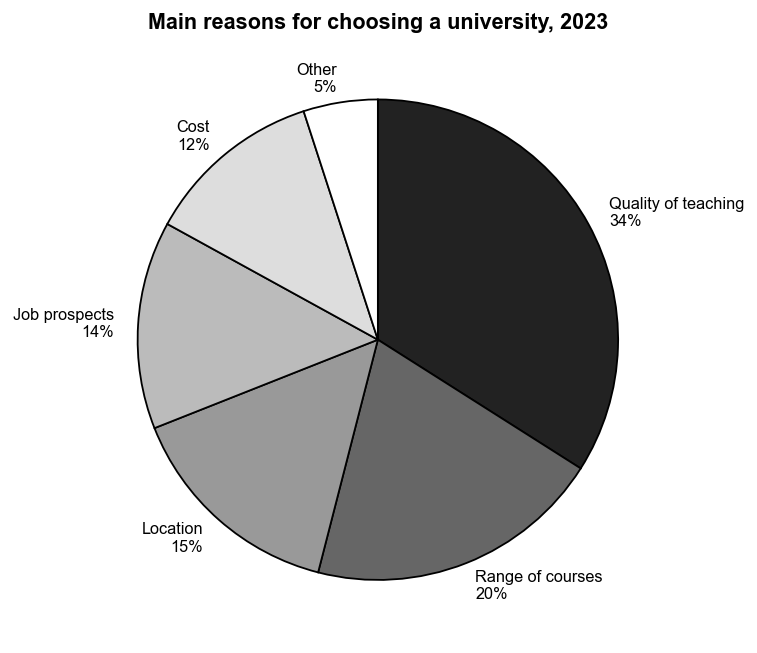 Main reasons for choosing a university, 2023
Other
5%
Cost
12%
Quality of teaching
34%
Job prospects
14%
Location
15%
Range of courses
20%